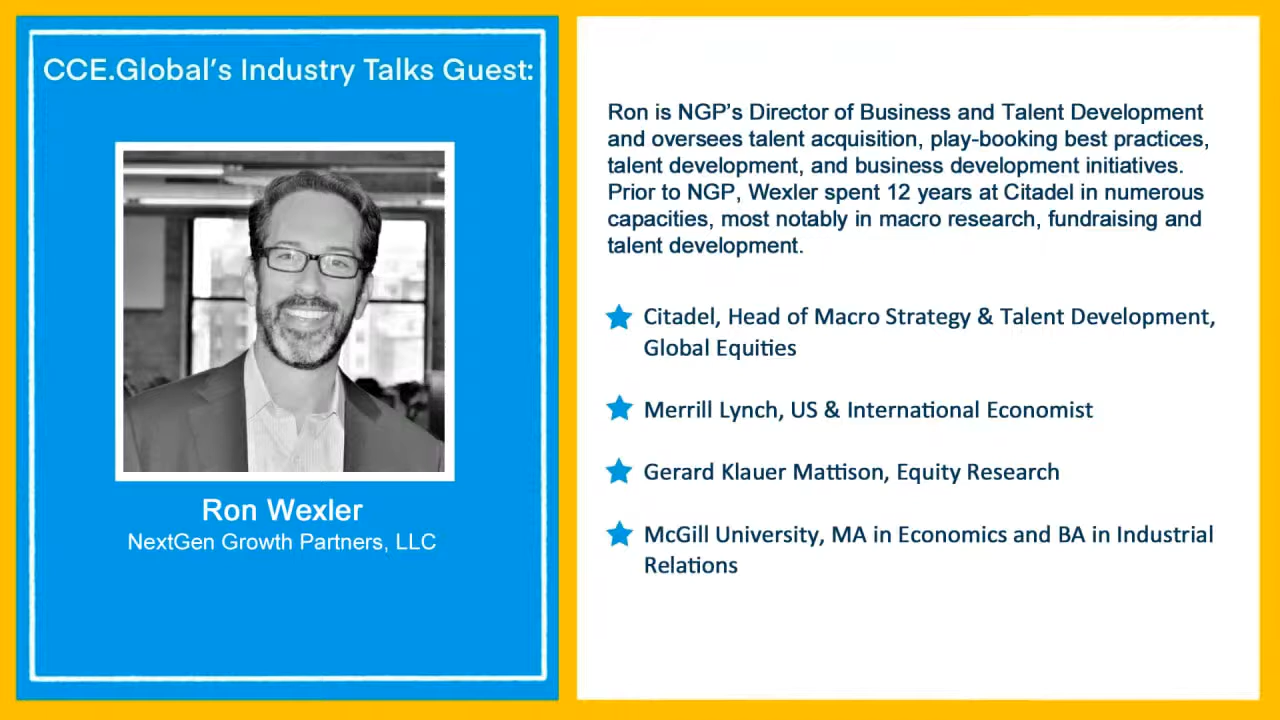 CCE.Global's Industry Talks Guest:
Ron Wexler
NextGen Growth Partners, LLC
Ron is NGP's Director of Business and Talent Development
and oversees talent acquisition, play-booking best practices,
talent development, and business development initiatives.
Prior to NGP, Wexler spent 12 years at Citadel in numerous
capacities, most notably in macro research, fundraising and
talent development.
Citadel, Head of Macro Strategy & Talent Development,
Global Equities
Merrill Lynch, US & International Economist
Gerard Klauer Mattison, Equity Research
McGill University, MA in Economics and BA in Industrial
Relations